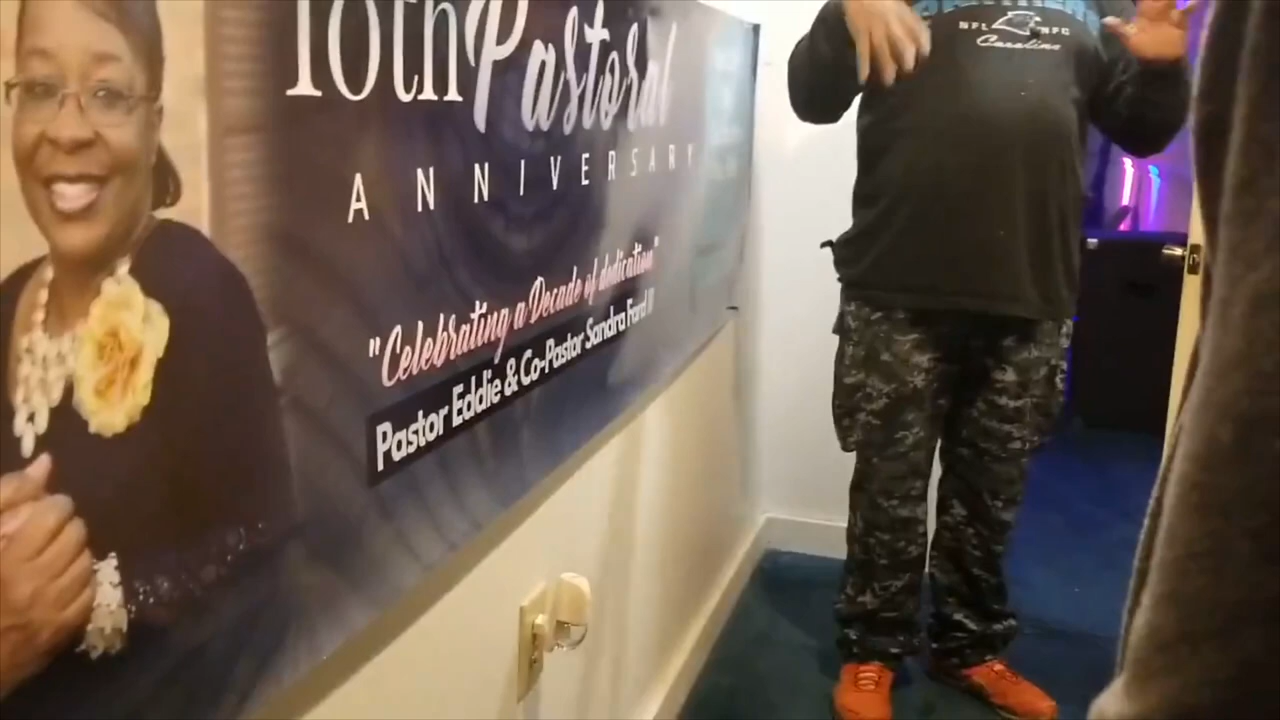 10th Pastoral
ANNIVERSARY
"Celebrating a Decade of dedication"
Pastor Eddie & Co-Pastor Sandra Ford II
NFL NFC
Carolina